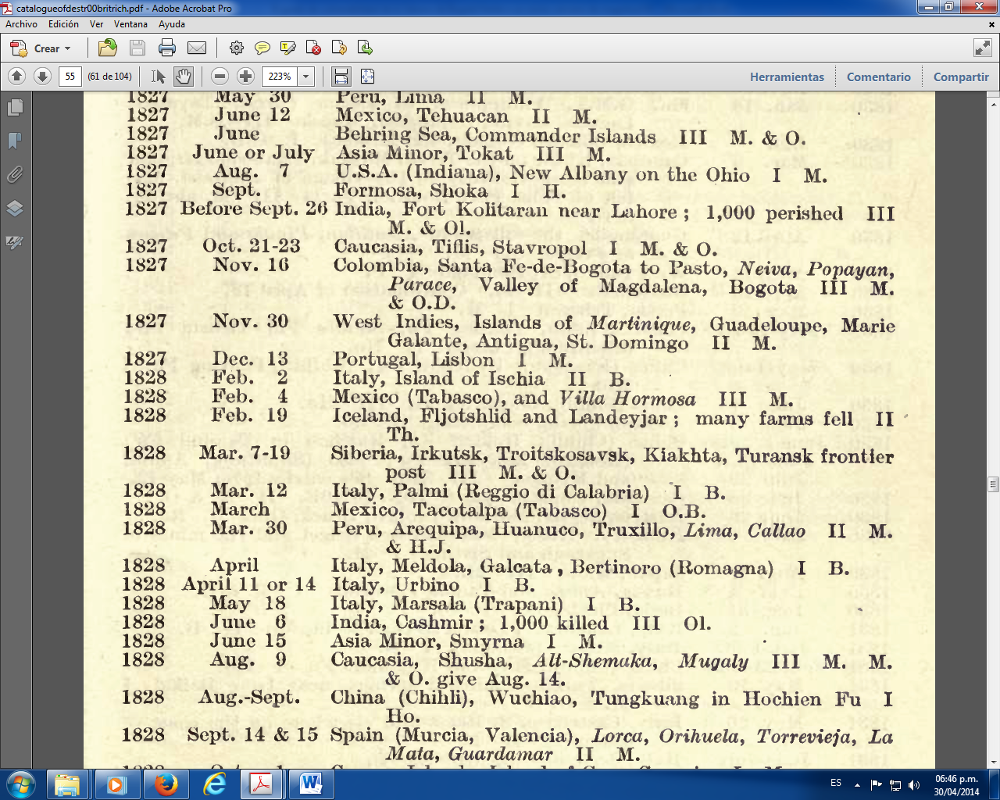 catalogueofdestr00britrich.pdf - Adobe Acrobat Pro
Archivo Edición Ver Ventana Ayuda
Crear
55 (61 de 104) 223% Herramientas Comentario Compartir
1827 May 30 Peru, Lima II M.
1827 June 12 Mexico, Tehuacan II M.
1827 June Behring Sea, Commander Islands III M. & O.
1827 June or July Asia Minor, Tokat III M.
1827 Aug. 7 U.S.A. (Indiana), New Albany on the Ohio I M.
1827 Sept. Formosa, Shoka I H.
1827 Before Sept. 26 India, Fort Kolitaran near Lahore ; 1,000 perished III
M. & Ol.
1827 Oct. 21-23 Caucasia, Tiflis, Stavropol I M. & O.
1827 Nov. 16 Colombia, Santa Fe-de-Bogota to Pasto, Neiva, Popayan,
Parace, Valley of Magdalena, Bogota III M.
& O.D.
1827 Nov. 30 West Indies, Islands of Martinique, Guadeloupe, Marie
Galante, Antigua, St. Domingo II M.
1827 Dec. 13 Portugal, Lisbon I M.
1828 Feb. 2 Italy, Island of Ischia II B.
1828 Feb. 4 Mexico (Tabasco), and Villa Hormosa III M.
1828 Feb. 19 Iceland, Fljotshlid and Landeyjar ; many farms fell II
Th.
1828 Mar. 7-19 Siberia, Irkutsk, Troitskosavsk, Kiakhta, Turansk frontier
post III M. & O.
1828 Mar. 12 Italy, Palmi (Reggio di Calabria) I B.
1828 March Mexico, Tacotalpa (Tabasco) I O.B.
1828 Mar. 30 Peru, Arequipa, Huanuco, Truxillo, Lima, Callao II M.
& H.J.
1828 April Italy, Meldola, Galcata, Bertinoro (Romagna) I B.
1828 April 11 or 14 Italy, Urbino I B.
1828 May 18 Italy, Marsala (Trapani) I B.
1828 June 6 India, Cashmir ; 1,000 killed III Ol.
1828 June 15 Asia Minor, Smyrna I M.
1828 Aug. 9 Caucasia, Shusha, Alt-Shemaka, Mugaly III M. M.
& O. give Aug. 14.
1828 Aug.-Sept. China (Chihli), Wuchiao, Tungkuang in Hochien Fu I
Ho.
1828 Sept. 14 & 15 Spain (Murcia, Valencia), Lorca, Orihuela, Torrevieja, La
Mata, Guardamar II M.
ES 06:46 p.m.
30/04/2014